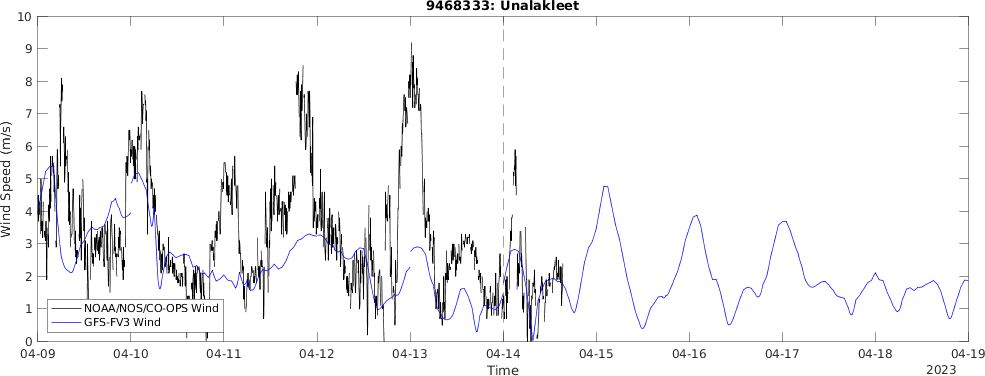 9468333: Unalakleet
Wind Speed (m/s)
10
9
8
7
6
5
4
3
2
1
0
NOAA/NOS/CO-OPS Wind
GFS-FV3 Wind
04-09 04-10 04-11 04-12 04-13 04-14 04-15 04-16 04-17 04-18 04-19
Time
2023